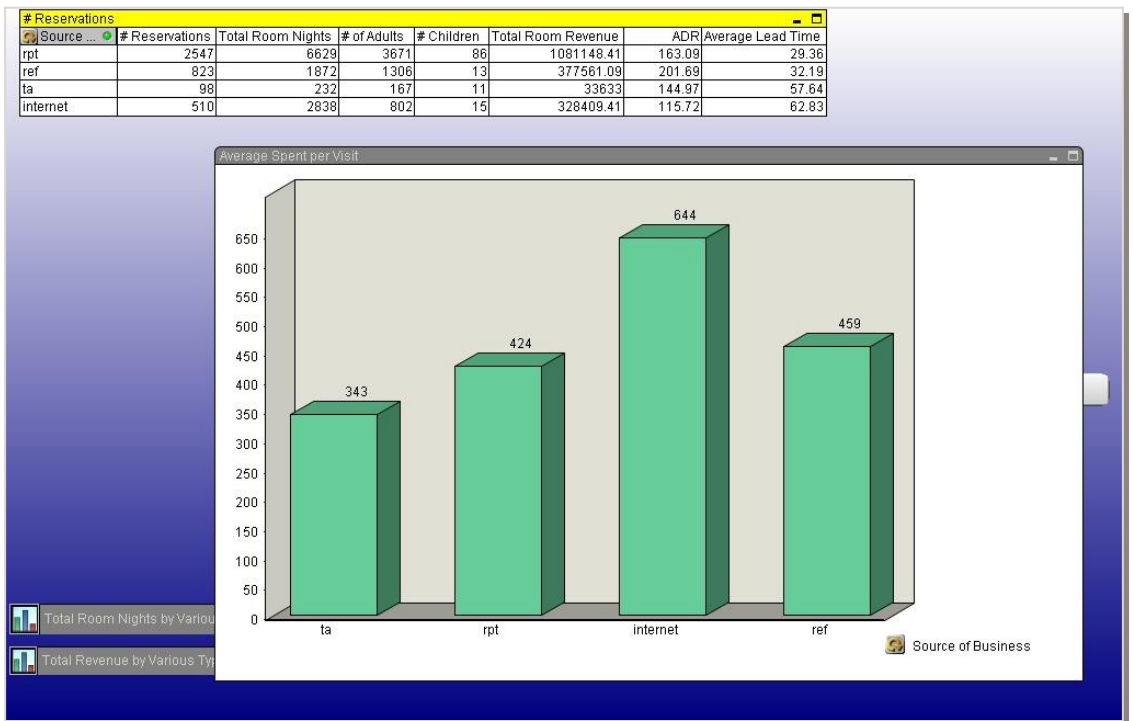 # Reservations
Source ... # Reservations Total Room Nights # of Adults # Children Total Room Revenue ADR Average Lead Time
rpt 2547 6629 3671 86 1081148.41 163.09 29.36
ref 823 1872 1306 13 377561.09 201.69 32.19
ta 98 232 167 11 33633 144.97 57.64
internet 510 2838 802 15 328409.41 115.72 62.83
Average Spent per Visit
650
600
550
500
450
400
350
300
250
200
150
100
50
0
343
424
644
459
ta rpt internet ref
Source of Business
Total Room Nights by Variou
Total Revenue by Various Typ